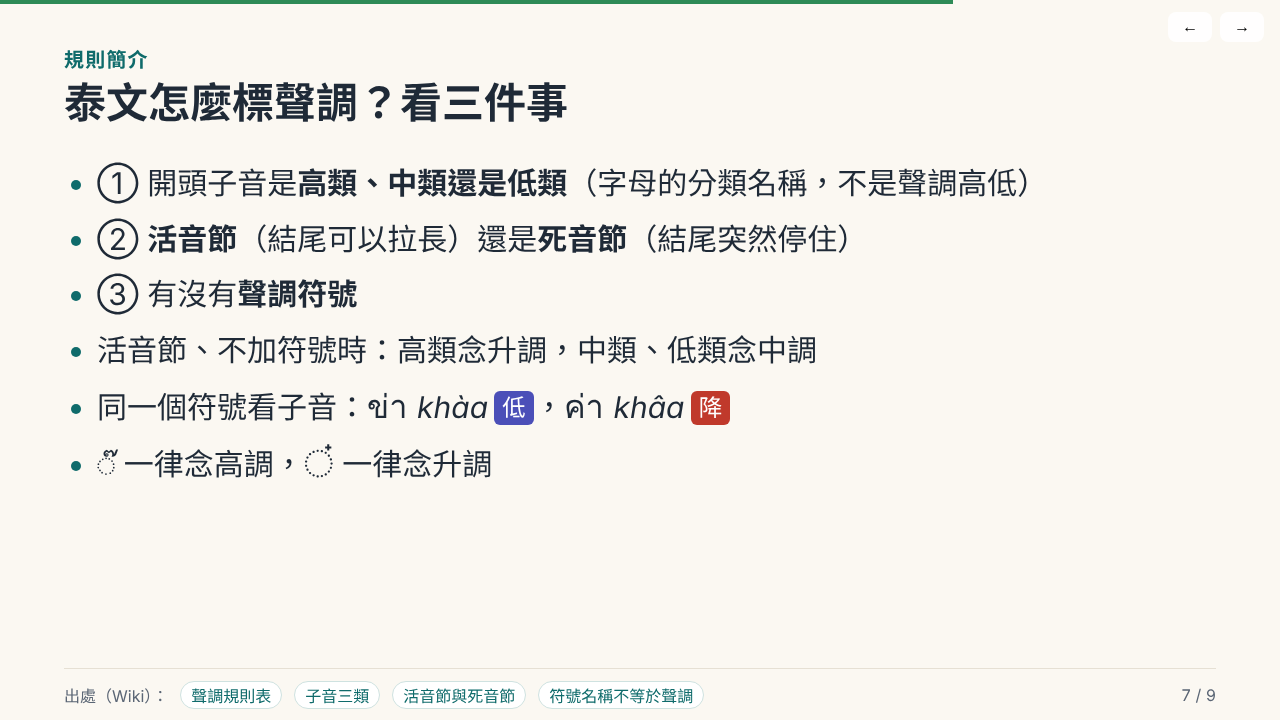 ← →
規則簡介
泰文怎麼標聲調？看三件事
• ① 開頭子音是高類、中類還是低類（字母的分類名稱，不是聲調高低）
• ② 活音節（結尾可以拉長）還是死音節（結尾突然停住）
• ③ 有沒有聲調符號
• 活音節、不加符號時：高類念升調，中類、低類念中調
• 同一個符號看子音：ข่า khàa 低，ค่า khâa 降
• ◌๊ 一律念高調，◌๋ 一律念升調
出處（Wiki）： 聲調規則表 子音三類 活音節與死音節 符號名稱不等於聲調 7 / 9